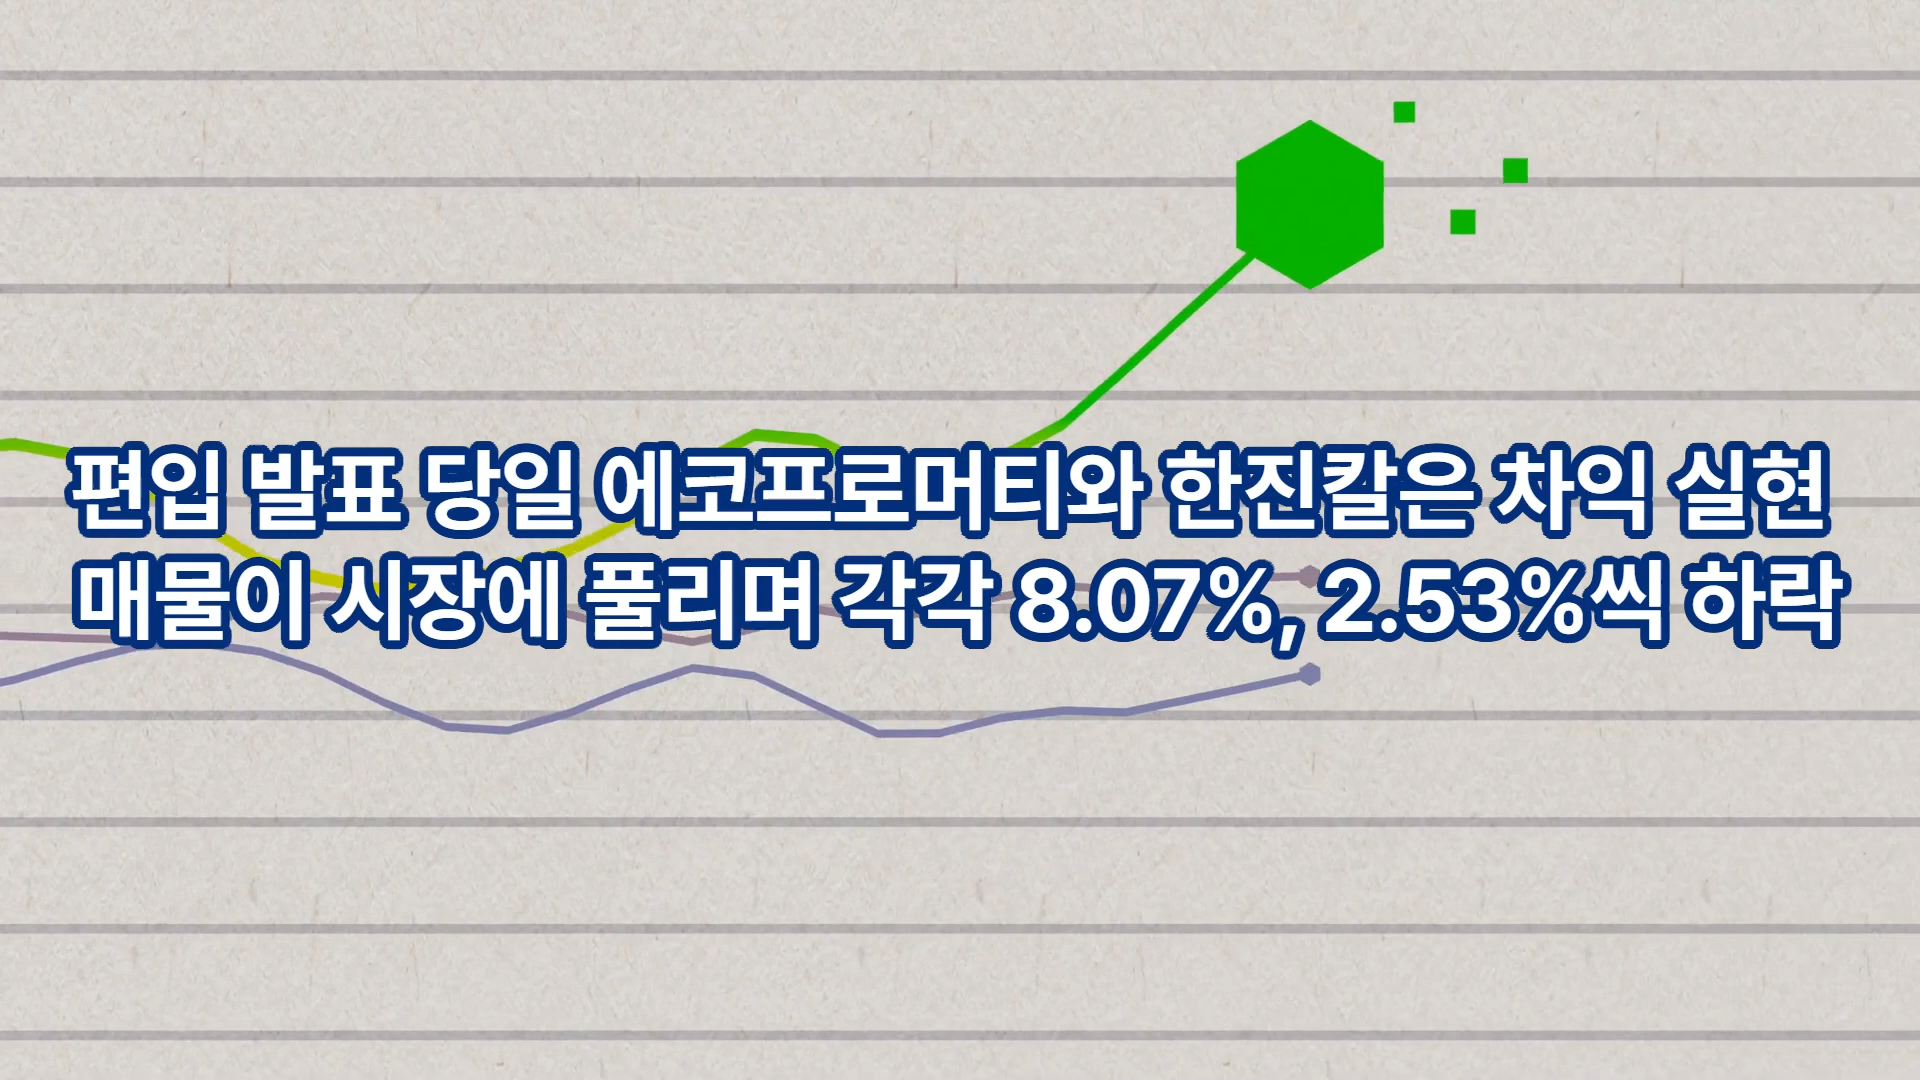 편입 발표 당일 에코프로머티와 한진칼은 차익 실현
매물이 시장에 풀리며 각각 8.07%, 2.53%씩 하락